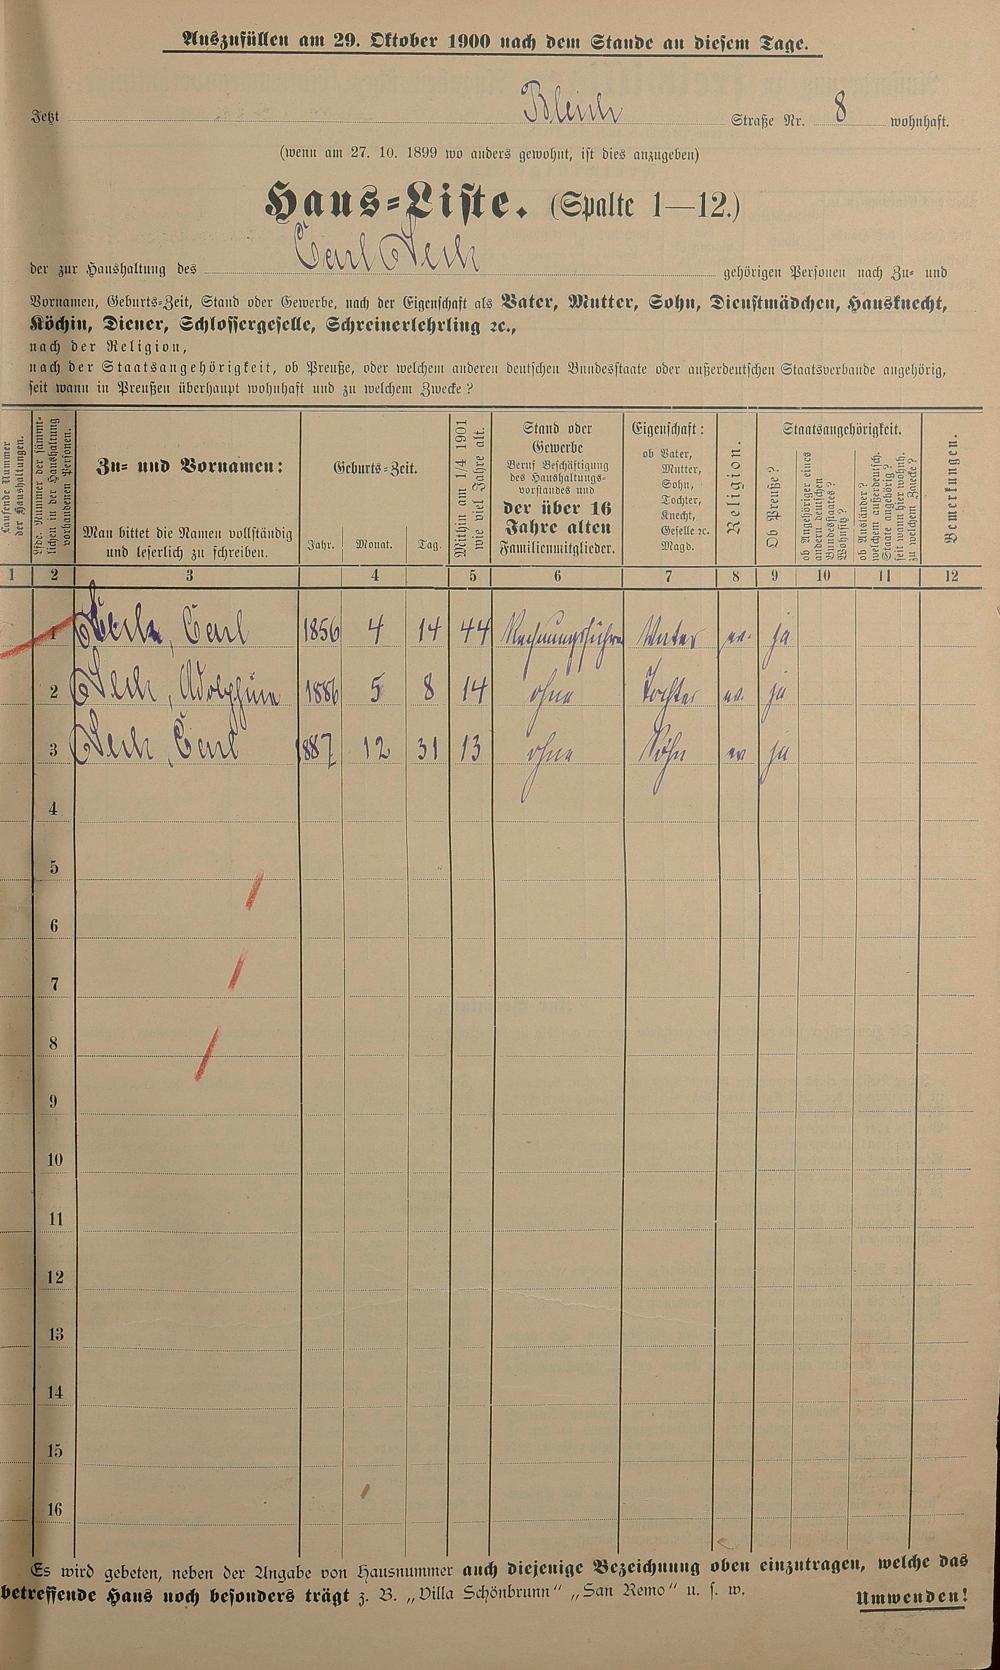 Auszufüllen am 29. Oktober 1900 nach dem Stande an diesem Tage.
Jetzt Bleich Straße Nr. 8 wohnhaft.
(wenn am 27. 10. 1899 wo anders gewohnt, ist dies anzugeben)
Haus-Liste. (Spalte 1—12.)
der zur Haushaltung des Carl gehörigen Personen nach Zu- und
Vornamen, Geburts-Zeit, Stand oder Gewerbe, nach der Eigenschaft als Vater, Mutter, Sohn, Dienstmädchen, Hausknecht,
Köchin, Diener, Schlossergeselle, Schreinerlehrling ꝛc.,
nach der Religion,
nach der Staatsangehörigkeit, ob Preuße, oder welchem anderen deutschen Bundesstaate oder außerdeutschen Staatsverbande angehörig,
seit wann in Preußen überhaupt wohnhaft und zu welchem Zwecke?
Laufende Nummer
der Haushaltungen.
Lfde. Nummer der sämmt-
lichen in der Haushaltung
vorhandenen Personen.
Zu- und Vornamen:
Man bittet die Namen vollständig
und leserlich zu schreiben.
Geburts-Zeit.
Jahr. Monat. Tag.
Mithin am 1/4 1901
wie viel Jahre alt.
Stand oder
Gewerbe
Beruf Beschäftigung
des Haushaltungs-
vorstandes und
der über 16
Jahre alten
Familienmitglieder.
Eigenschaft:
ob Vater,
Mutter,
Sohn,
Tochter,
Knecht,
Geselle ꝛc.
Magd.
Religion.
Staatsangehörigkeit.
Ob Preuße?
ob Angehöriger eines
andern deutschen
Bundesstaates?
Wohnsitz?
ob Ausländer?
welchem außerdeutsch.
Staate angehörig?
seit wann hier wohnh.
zu welchem Zwecke?
Bemerkungen.
1 2 3 4 5 6 7 8 9 10 11 12
1 Carl 1856 4 14 44 Rechnungsführer Vater ev. ja
2 Adolphine 1886 5 8 14 ohne Tochter ev. ja
3 Carl 1887 12 31 13 ohne Sohn ev ja
4
5
6
7
8
9
10
11
12
13
14
15
16
Es wird gebeten, neben der Angabe von Hausnummer auch diejenige Bezeichnung oben einzutragen, welche das
betreffende Haus noch besonders trägt z. B. „Villa Schönbrunn“ „San Remo“ u. s. w.
Umwenden!